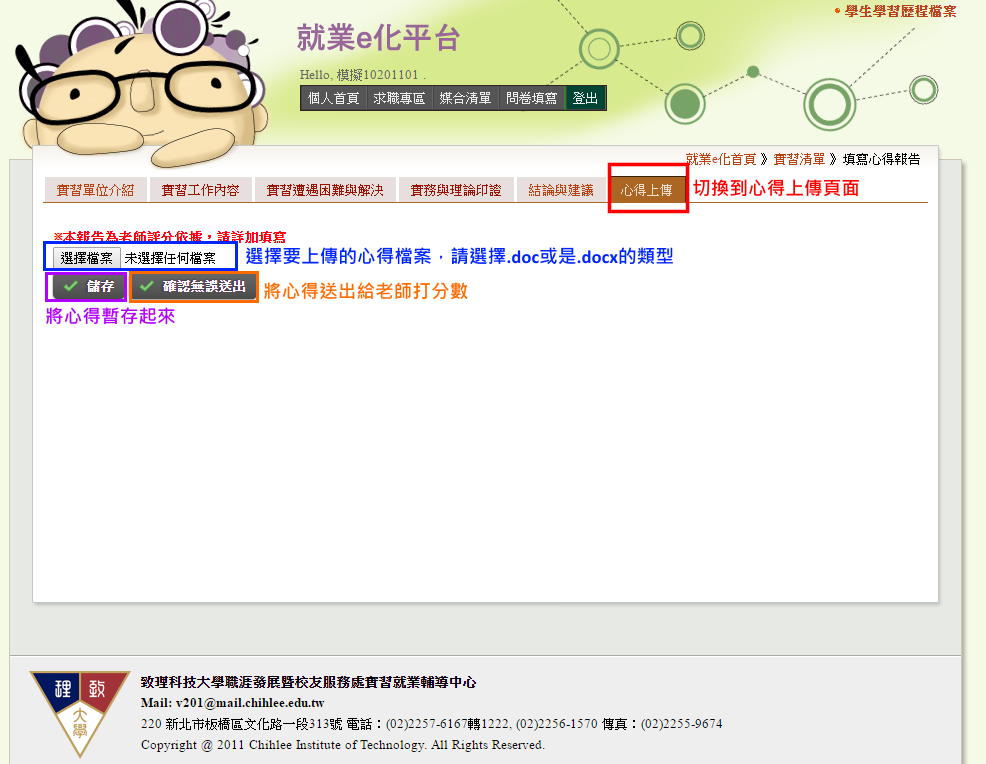 學生學習歷程檔案
就業e化平台
Hello, 模擬10201101 .
個人首頁 求職專區 媒合清單 問卷填寫 登出
就業e化首頁 》 實習清單 》 填寫心得報告
實習單位介紹 實習工作內容 實習遭遇困難與解決 實務與理論印證 結論與建議 心得上傳 切換到心得上傳頁面
※本報告為老師評分依據，請詳加填寫
選擇檔案 未選擇任何檔案 選擇要上傳的心得檔案，請選擇.doc或是.docx的類型
儲存 確認無誤送出 將心得送出給老師打分數
將心得暫存起來
理 致
大
學
致理科技大學職涯發展暨校友服務處實習就業輔導中心
Mail: v201@mail.chihlee.edu.tw
220 新北市板橋區文化路一段313號 電話：(02)2257-6167轉1222, (02)2256-1570 傳真：(02)2255-9674
Copyright @ 2011 Chihlee Institute of Technology. All Rights Reserved.